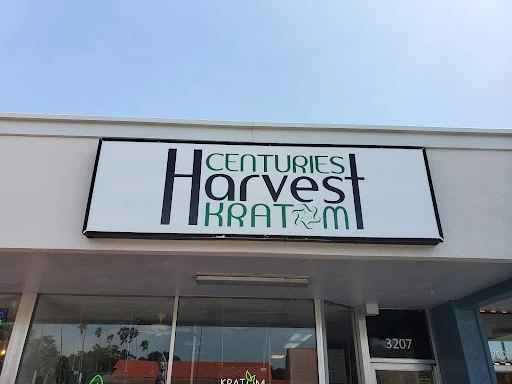 CENTURIES
Harvest
KRATOM
3207
KRATOM